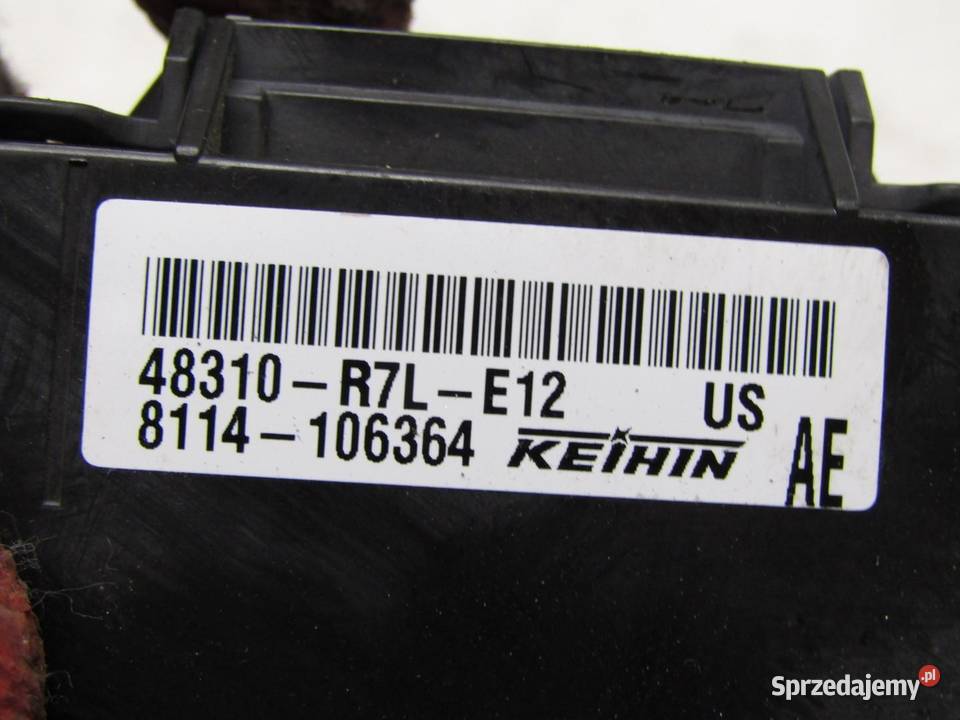 48310-R7L-E12 US
8114-106364 KEIHIN AE
Sprzedajemy.pl